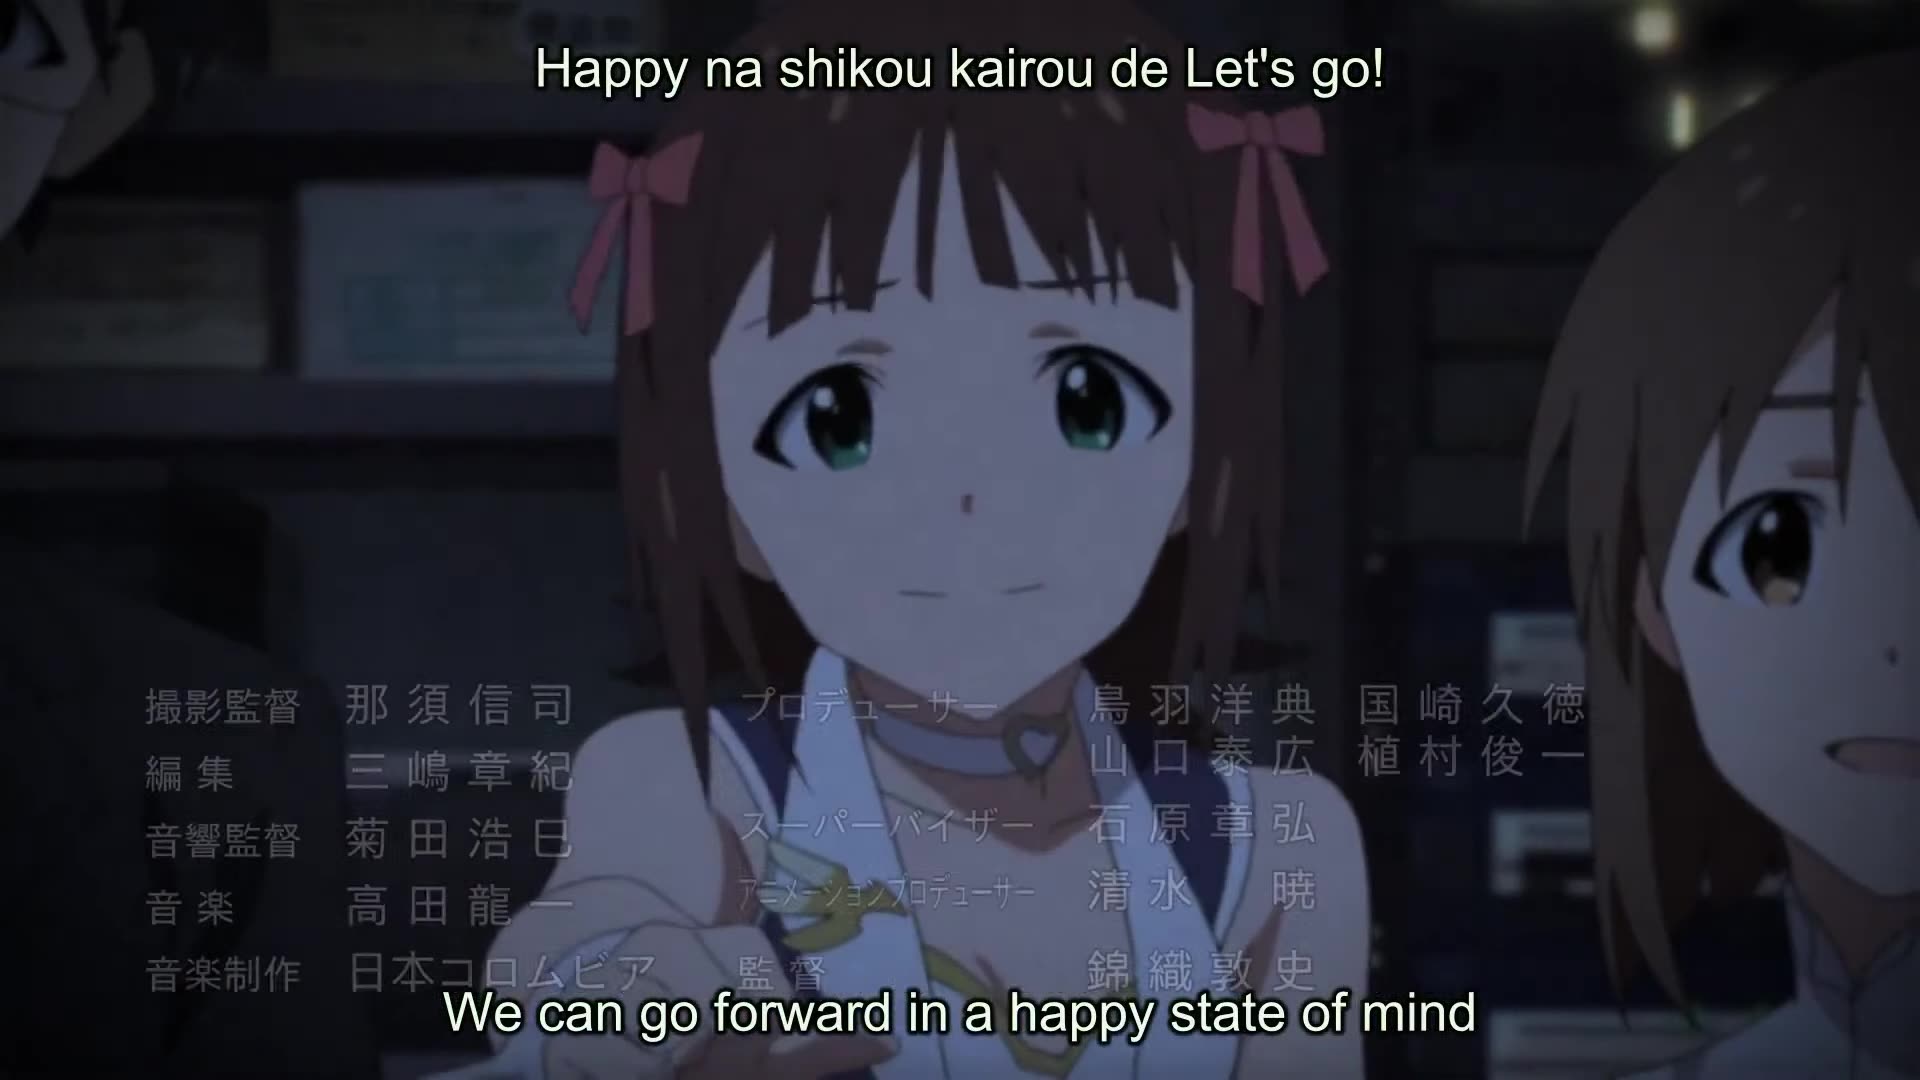 Happy na shikou kairou de Let's go!
撮影監督 那須信司
編集 三嶋章紀
音響監督 菊田浩巳
音楽 高田龍一
音楽制作 日本コロムビア
プロデューサー 鳥羽洋典 国崎久徳
山口泰広 植村俊一
スーパーバイザー 石原章弘
アニメーションプロデューサー 清水 暁
監督 錦織敦史
We can go forward in a happy state of mind